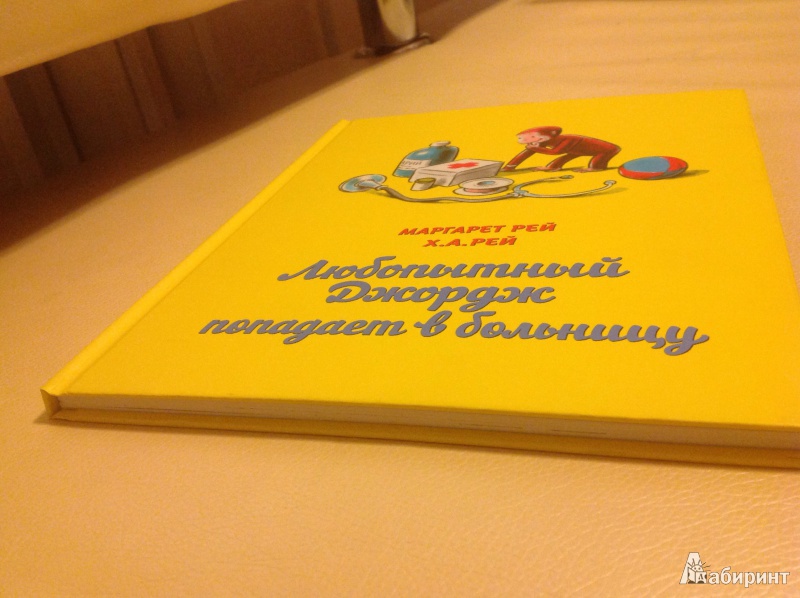 МАРГАРЕТ РЕЙ
Х.А. РЕЙ
Любопытный
Джордж
попадает в больницу
Лабиринт